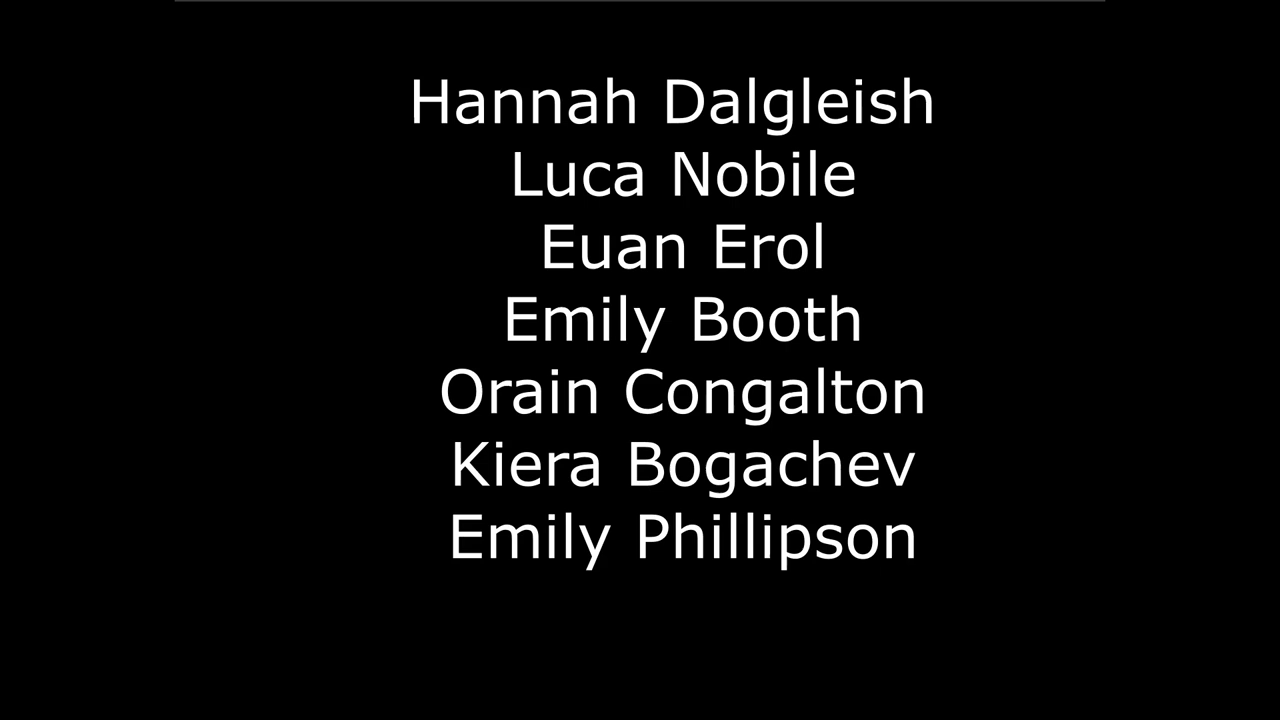 Hannah Dalgleish
Luca Nobile
Euan Erol
Emily Booth
Orain Congalton
Kiera Bogachev
Emily Phillipson